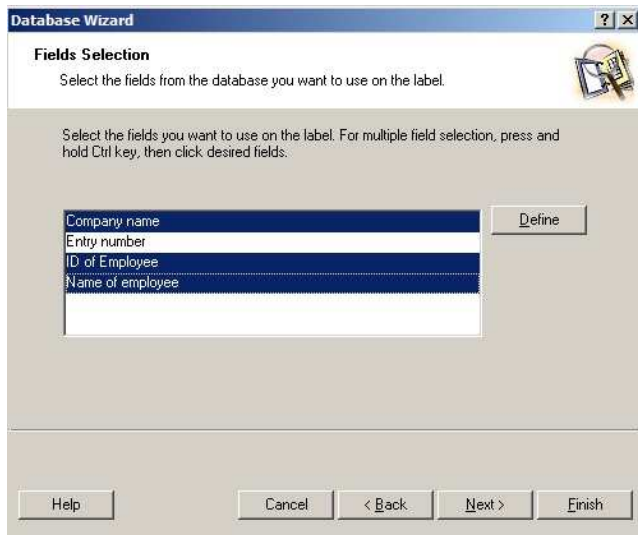 Database Wizard
Fields Selection
Select the fields from the database you want to use on the label.
Select the fields you want to use on the label. For multiple field selection, press and
hold Ctrl key, then click desired fields.
Company name
Define
Entry number
ID of Employee
Name of employee
Help
Cancel
< Back
Next >
Finish